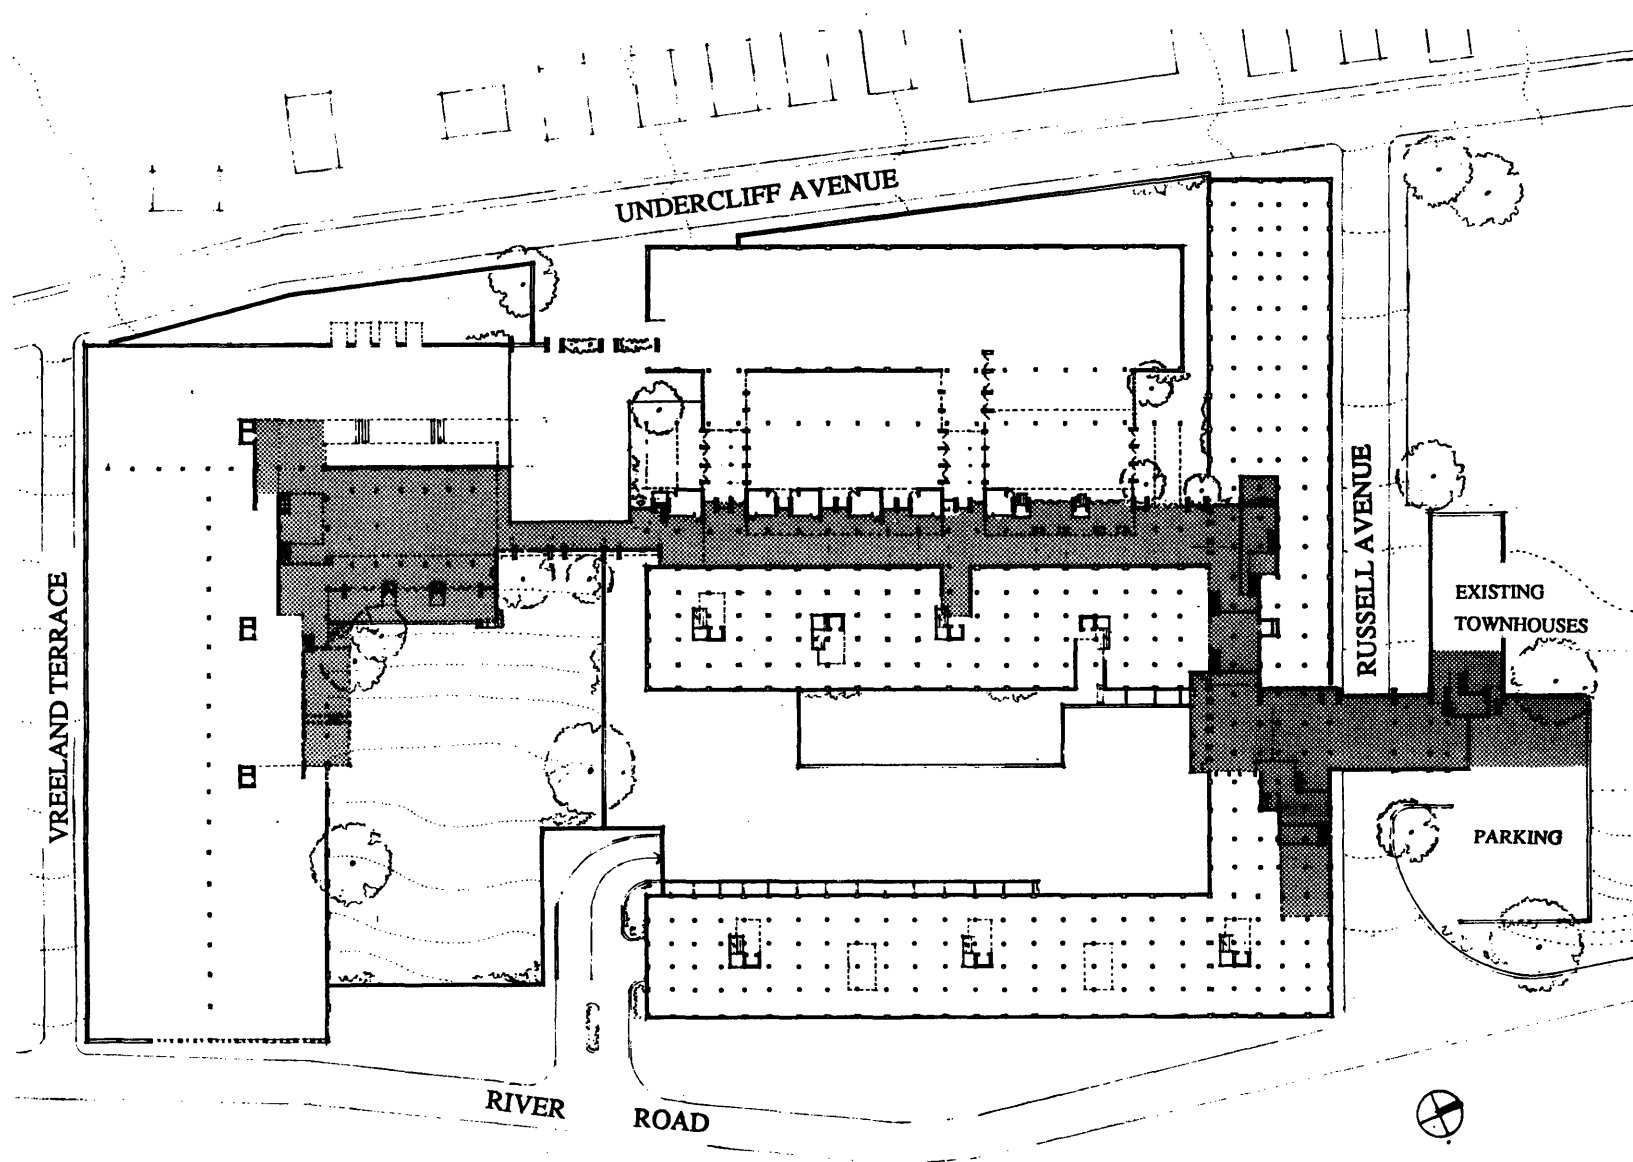 UNDERCLIFF AVENUE
VREELAND TERRACE
RUSSELL AVENUE
EXISTING
TOWNHOUSES
PARKING
RIVER ROAD